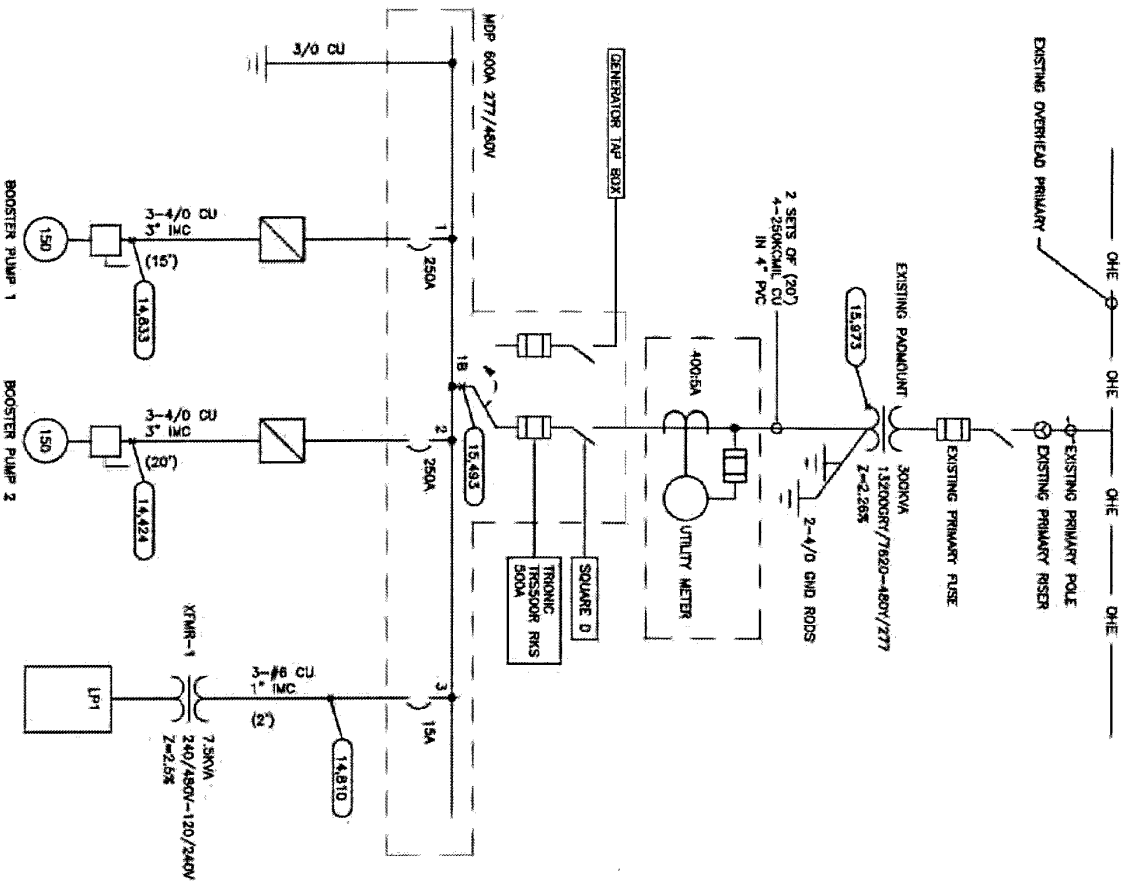 EXISTING OVERHEAD PRIMARY
OHE
OHE
OHE
OHE
EXISTING PRIMARY POLE
EXISTING PRIMARY RISER
EXISTING PRIMARY FUSE
EXISTING PADMOUNT
300KVA
13200GRY/7620-480Y/277
Z=2.26%
15,973
2-4/0 GND RODS
2 SETS OF (20')
4-250KCMIL CU
IN 4" PVC
400:5A
UTILITY METER
GENERATOR TAP BOX
SQUARE D
TRIONIC
TRS500R RK5
500A
MDP 600A 277/480V
1B
15,493
3/0 CU
1
2
3
250A
250A
15A
3-4/0 CU
3" IMC
(15')
14,633
3-4/0 CU
3" IMC
(20')
14,424
3-#6 CU
1" IMC
(2')
14,810
150
BOOSTER PUMP 1
150
BOOSTER PUMP 2
XFMR-1
7.5KVA
240/480V-120/240V
Z=2.5%
LP1